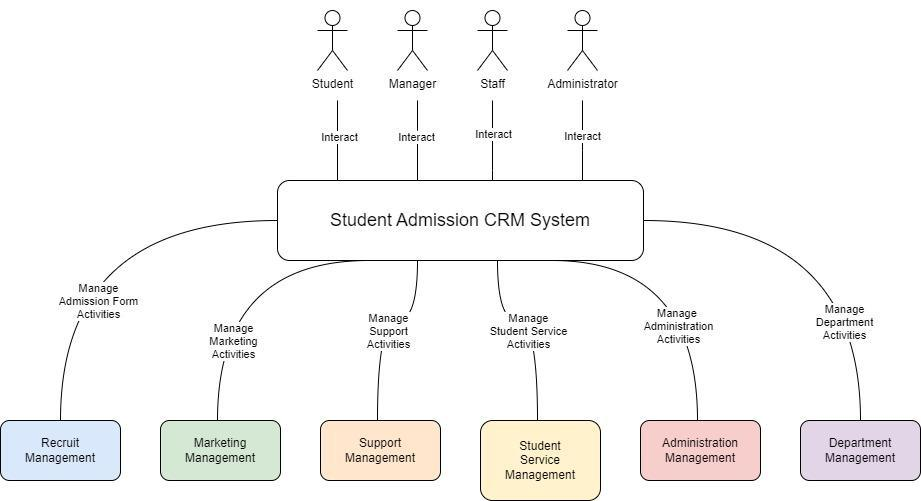 Student
Manager
Staff
Administrator
Interact
Interact
Interact
Interact
Student Admission CRM System
Manage
Admission Form
Activities
Manage
Marketing
Activities
Manage
Support
Activities
Manage
Student Service
Activities
Manage
Administration
Activities
Manage
Department
Activities
Recruit
Management
Marketing
Management
Support
Management
Student
Service
Management
Administration
Management
Department
Management